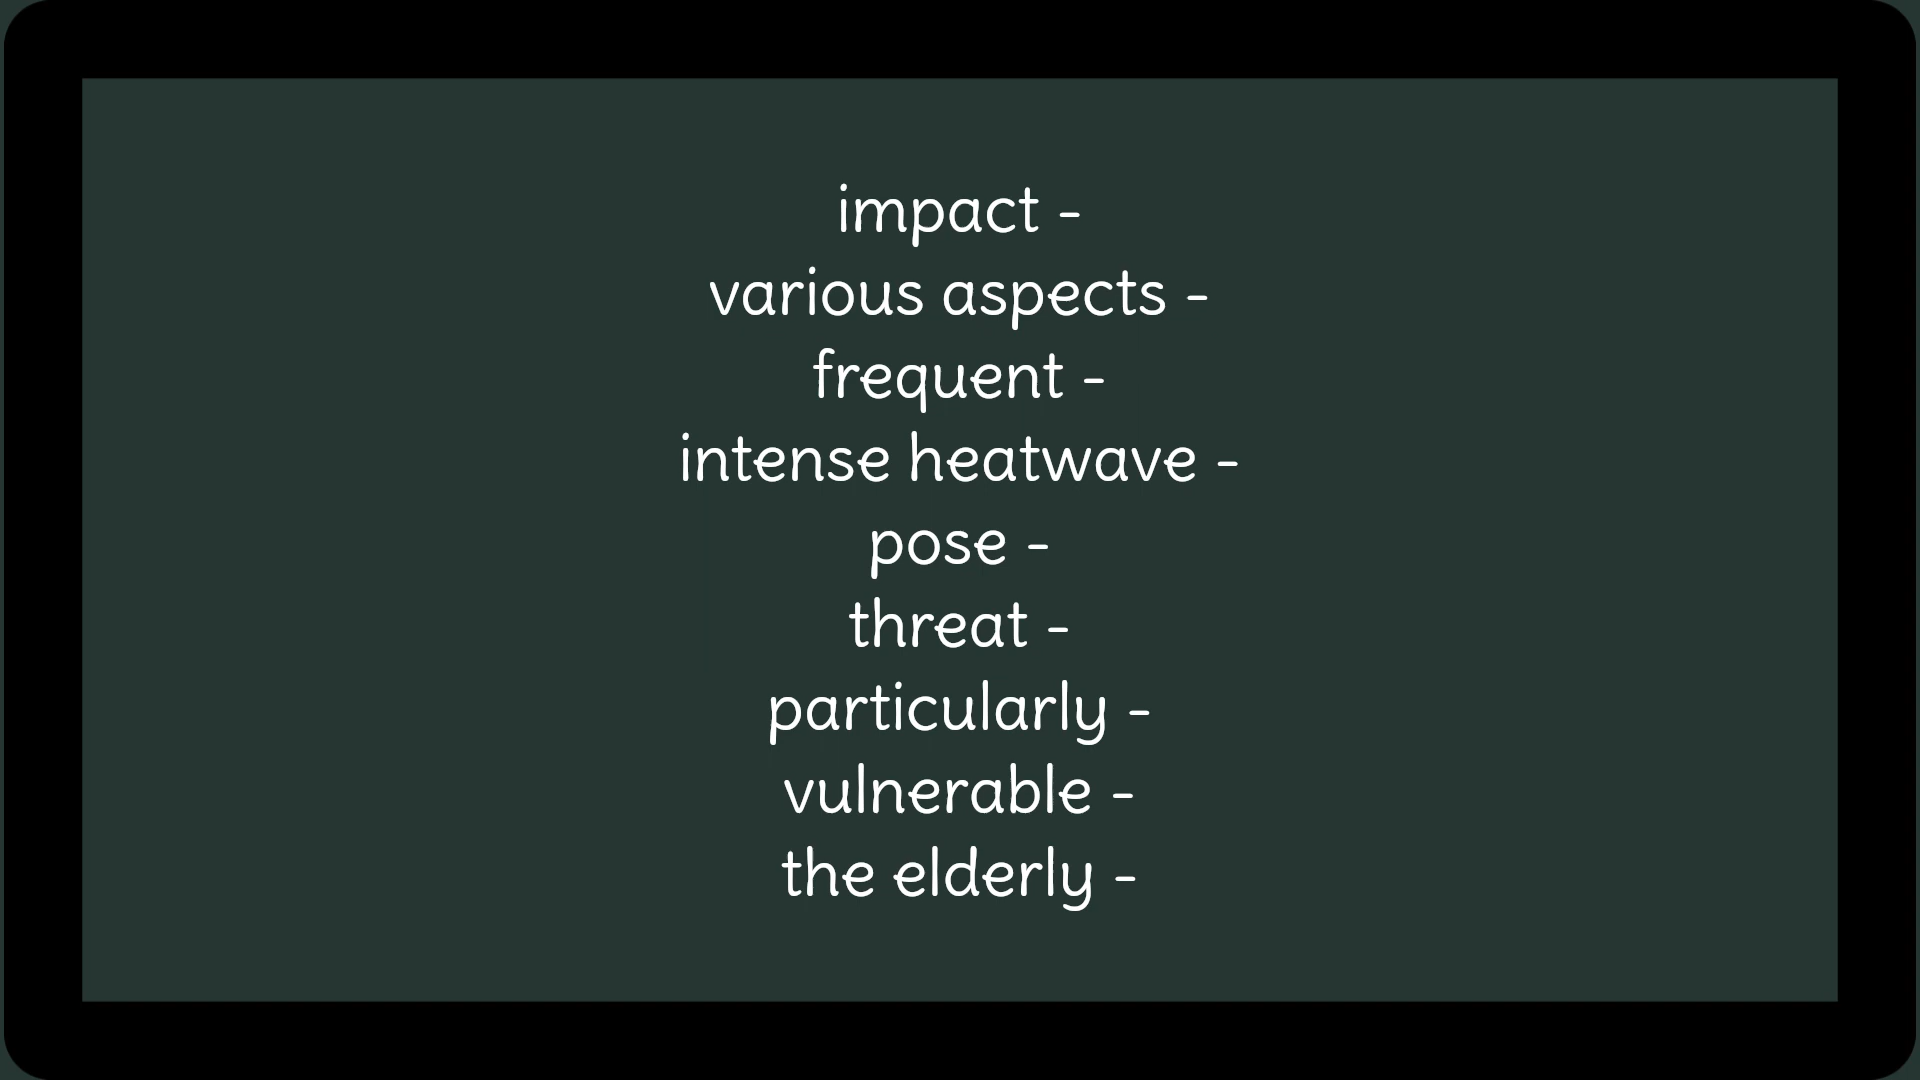 impact -
various aspects -
frequent -
intense heatwave -
pose -
threat -
particularly -
vulnerable -
the elderly -